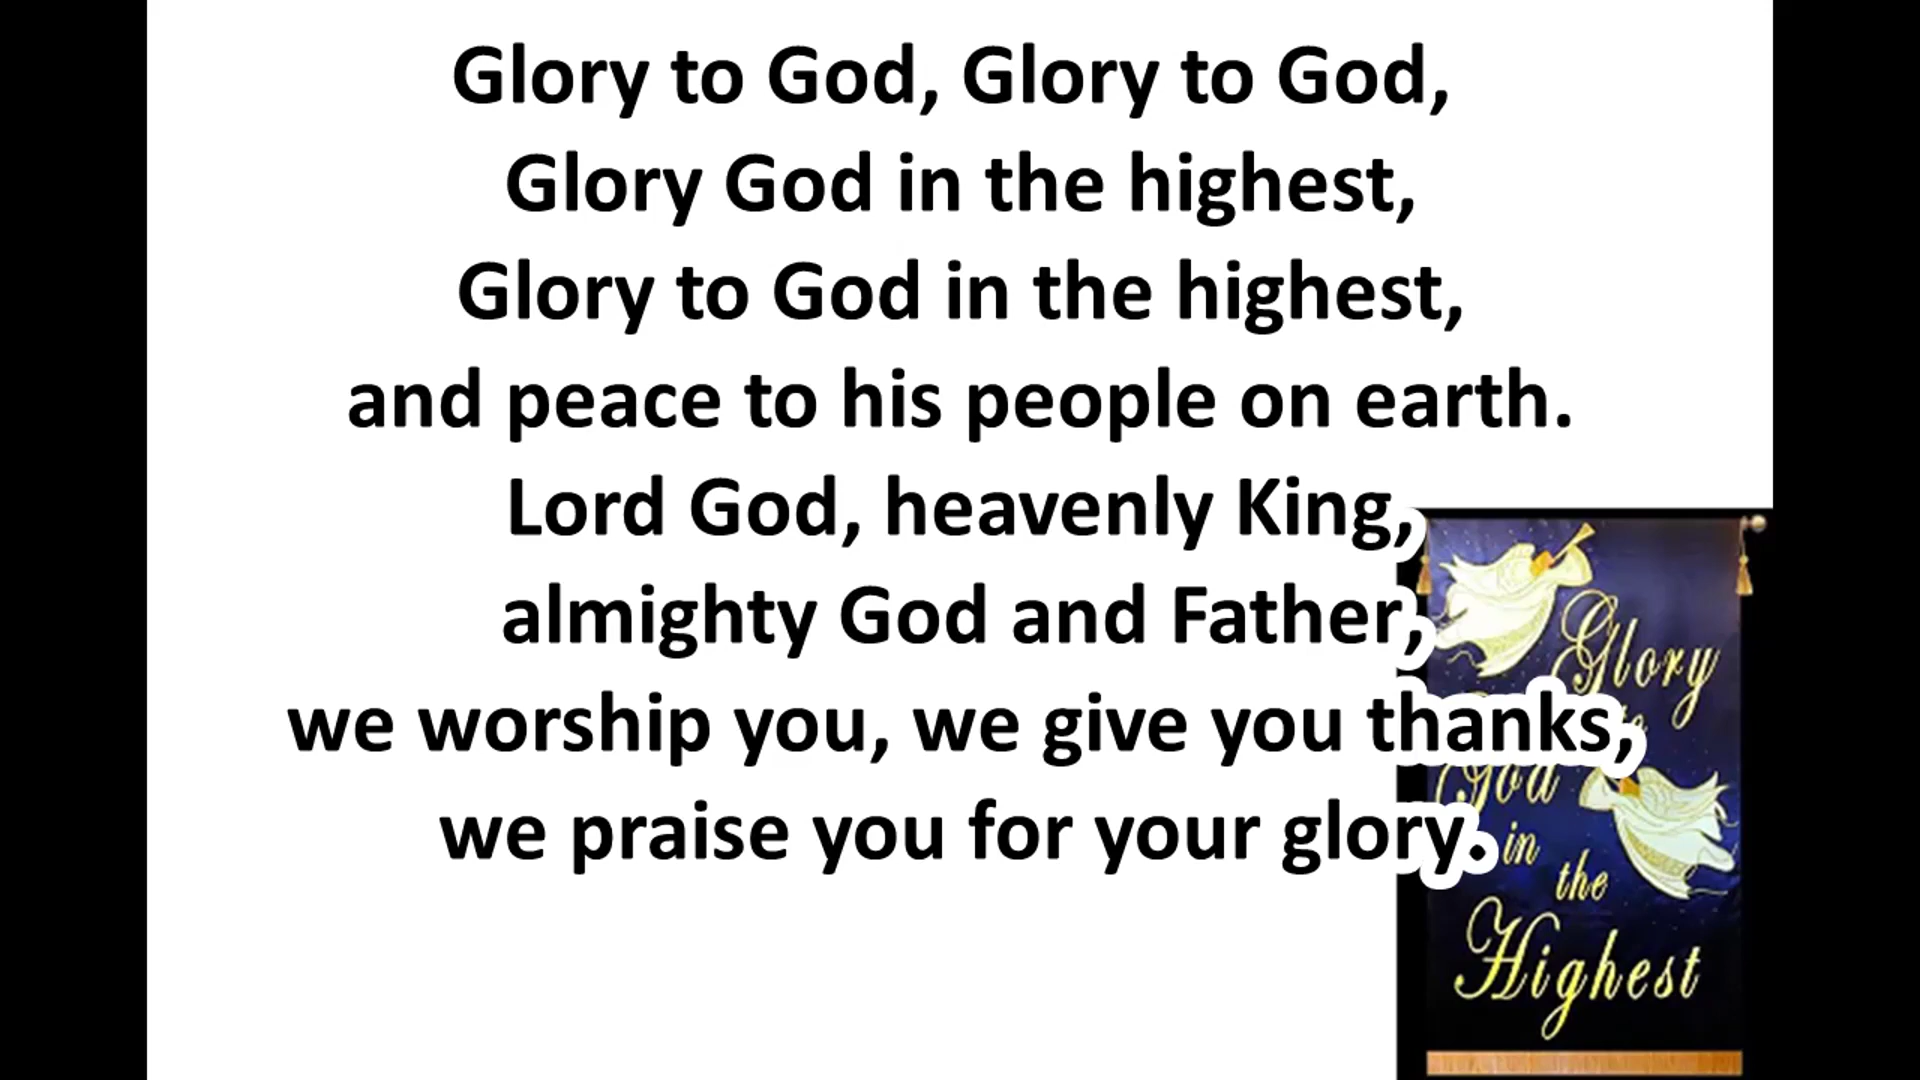 Glory to God, Glory to God,
Glory God in the highest,
Glory to God in the highest,
and peace to his people on earth.
Lord God, heavenly King,
almighty God and Father,
we worship you, we give you thanks,
we praise you for your glory.
Glory
to
God
in
the
Highest